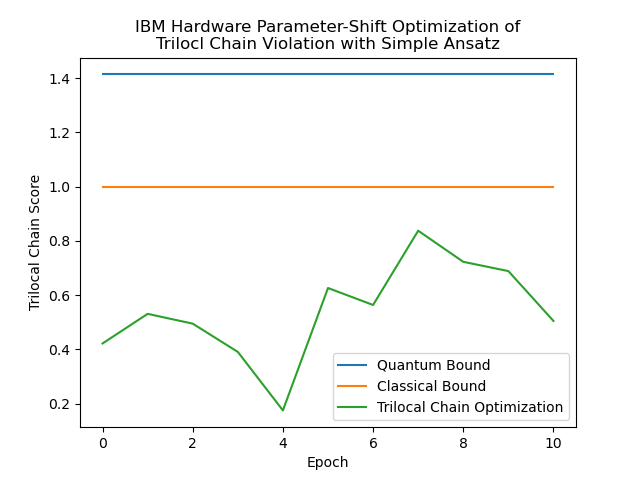 IBM Hardware Parameter-Shift Optimization of
Trilocl Chain Violation with Simple Ansatz
1.4
1.2
1.0
0.8
0.6
0.4
0.2
Trilocal Chain Score
Quantum Bound
Classical Bound
Trilocal Chain Optimization
0 2 4 6 8 10
Epoch